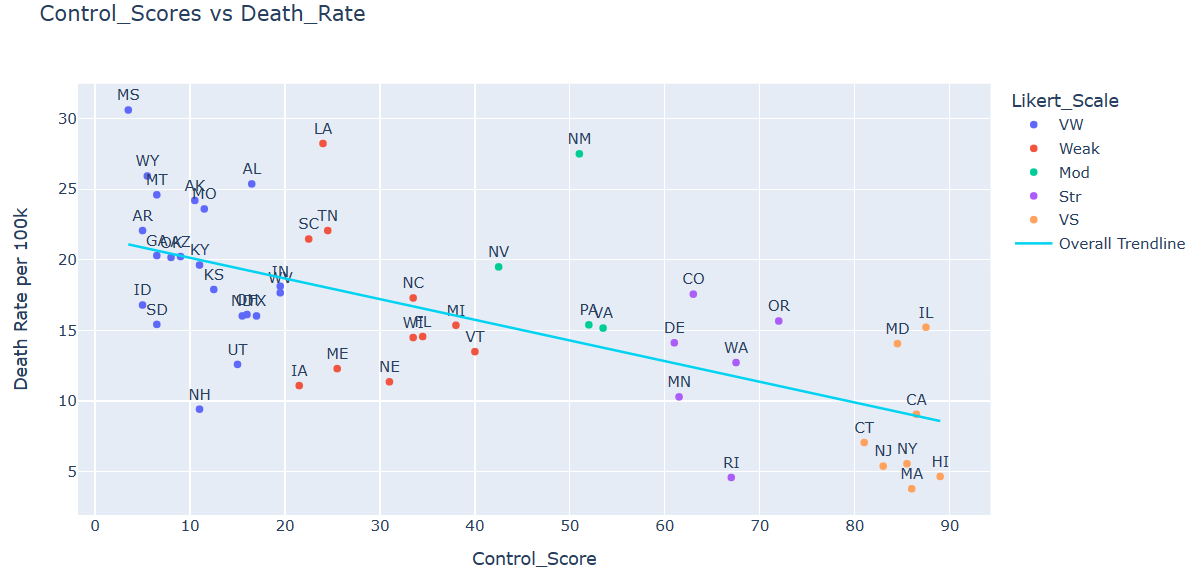 Control_Scores vs Death_Rate
Likert_Scale
VW
Weak
Mod
Str
VS
Overall Trendline
Death Rate per 100k
30
25
20
15
10
5
MS
LA
NM
WY
AL
MT
AK
MO
AR
SC
TN
GA
OK
AZ
KY
NV
KS
IN
WV
NC
CO
ID
SD
ND
OH
TX
WI
FL
MI
PA
VA
OR
IL
DE
MD
UT
IA
ME
NE
VT
WA
MN
NH
CA
CT
NJ
NY
RI
MA
HI
0 10 20 30 40 50 60 70 80 90
Control_Score